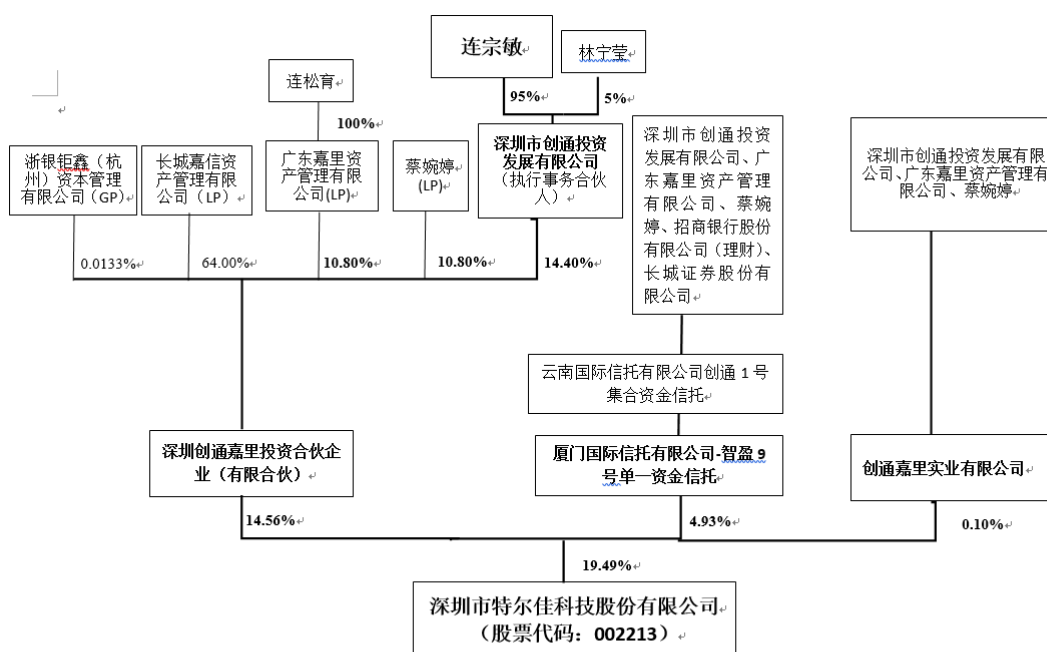 连宗敏
林宁莹
连松育
95%
5%
100%
浙银钜鑫（杭
州）资本管理
有限公司（GP）
长城嘉信资
产管理有限
公司（LP）
广东嘉里资
产管理有限
公司(LP)
蔡婉婷
(LP)
深圳市创通投资
发展有限公司
（执行事务合伙
人）
深圳市创通投资
发展有限公司、广
东嘉里资产管理
有限公司、蔡婉
婷、招商银行股份
有限公司（理财）、
长城证券股份有
限公司
深圳市创通投资发展有限
公司、广东嘉里资产管理有
限公司、蔡婉婷
0.0133%
64.00%
10.80%
10.80%
14.40%
云南国际信托有限公司创通 1 号
集合资金信托
深圳创通嘉里投资合伙企
业（有限合伙）
厦门国际信托有限公司-智盈 9
号单一资金信托
创通嘉里实业有限公司
14.56%
4.93%
0.10%
19.49%
深圳市特尔佳科技股份有限公司
（股票代码：002213）